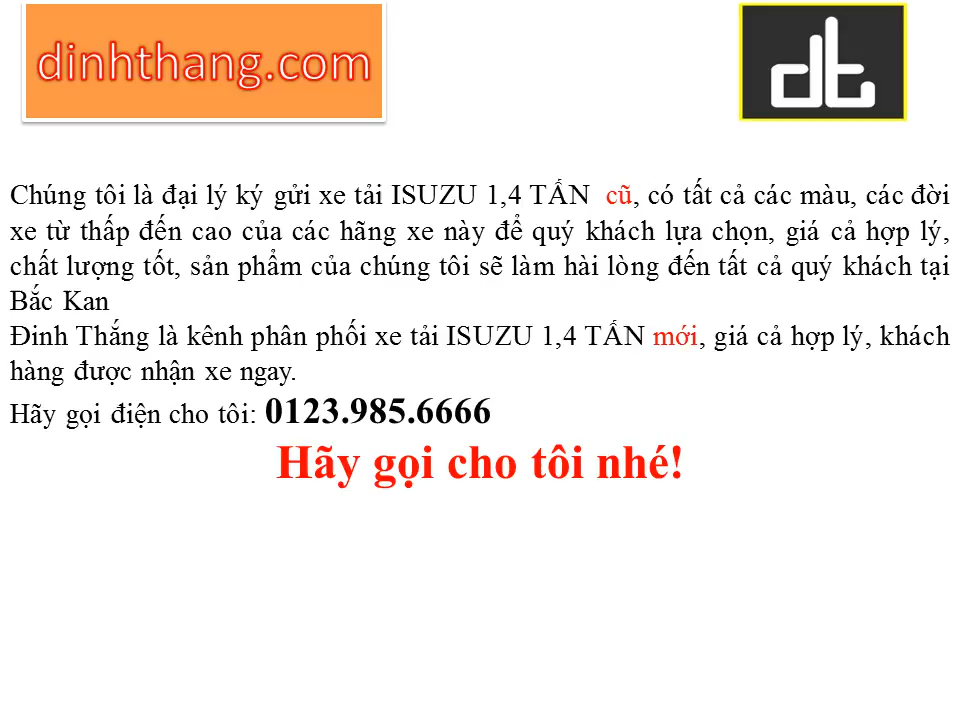 dinhthang.com
dt
Chúng tôi là đại lý ký gửi xe tải ISUZU 1,4 TẤN cũ, có tất cả các màu, các đời
xe từ thấp đến cao của các hãng xe này để quý khách lựa chọn, giá cả hợp lý,
chất lượng tốt, sản phẩm của chúng tôi sẽ làm hài lòng đến tất cả quý khách tại
Bắc Kan
Đinh Thắng là kênh phân phối xe tải ISUZU 1,4 TẤN mới, giá cả hợp lý, khách
hàng được nhận xe ngay.
Hãy gọi điện cho tôi: 0123.985.6666
Hãy gọi cho tôi nhé!